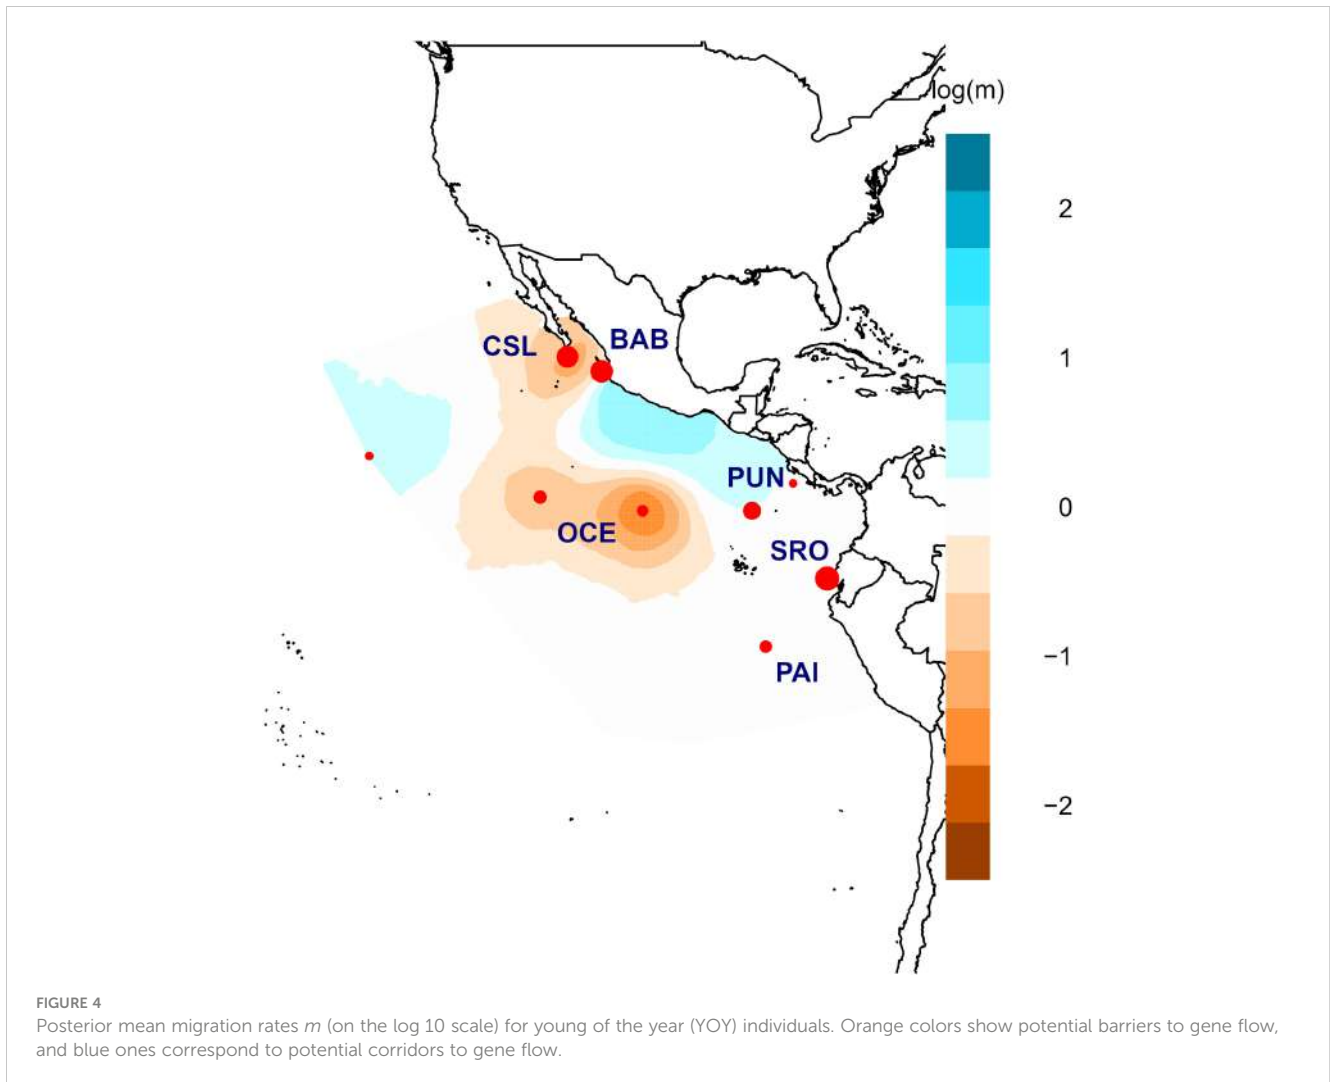 log(m)
2
1
0
−1
−2
CSL
BAB
PUN
OCE
SRO
PAI
FIGURE 4
Posterior mean migration rates m (on the log 10 scale) for young of the year (YOY) individuals. Orange colors show potential barriers to gene flow,
and blue ones correspond to potential corridors to gene flow.